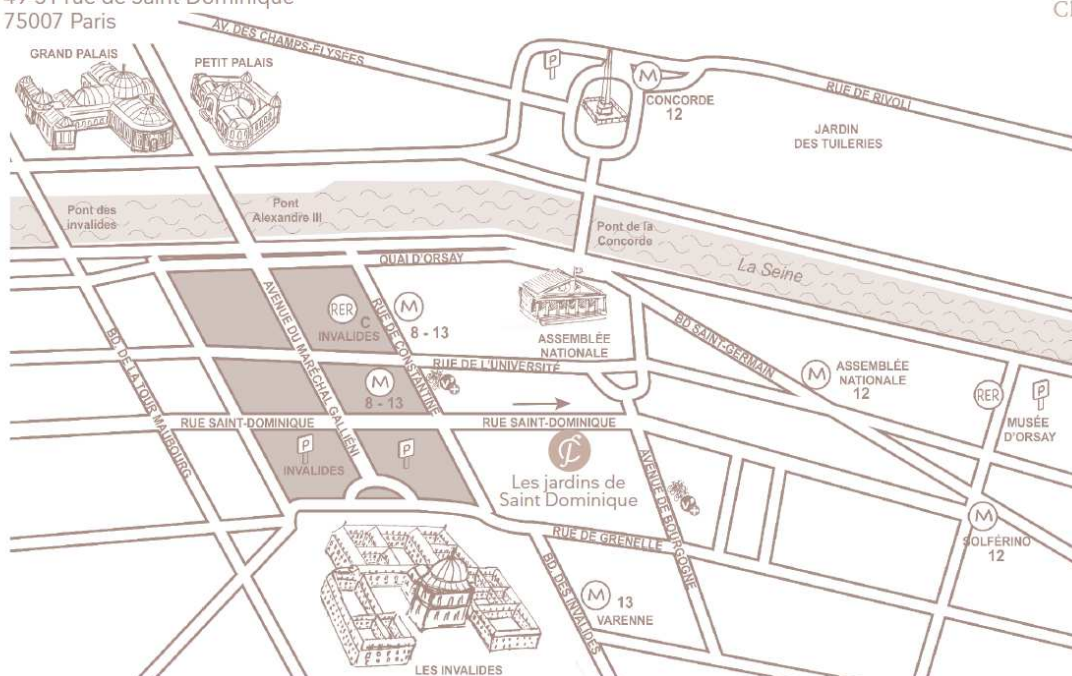 75007 Paris
GRAND PALAIS
PETIT PALAIS
AV. DES CHAMPS-ÉLYSÉES
P
M
CONCORDE
12
RUE DE RIVOLI
JARDIN
DES TUILERIES
Pont des
invalides
Pont
Alexandre III
Pont de la
Concorde
La Seine
QUAI D'ORSAY
RER
C
INVALIDES
M
8 - 13
AVENUE DU MARÉCHAL GALLIÉNI
RUE DE CONSTANTINE
ASSEMBLÉE
NATIONALE
BD SAINT-GERMAIN
RUE DE L'UNIVERSITÉ
M
8 - 13
M
ASSEMBLÉE
NATIONALE
12
RER
P
MUSÉE
D'ORSAY
BD. DE LA TOUR MAUBOURG
RUE SAINT-DOMINIQUE
RUE SAINT-DOMINIQUE
P
INVALIDES
P
Les jardins de
Saint Dominique
AVENUE DE BOURGOGNE
RUE DE GRENELLE
M
SOLFÉRINO
12
BD. DES INVALIDES
M
13
VARENNE
LES INVALIDES